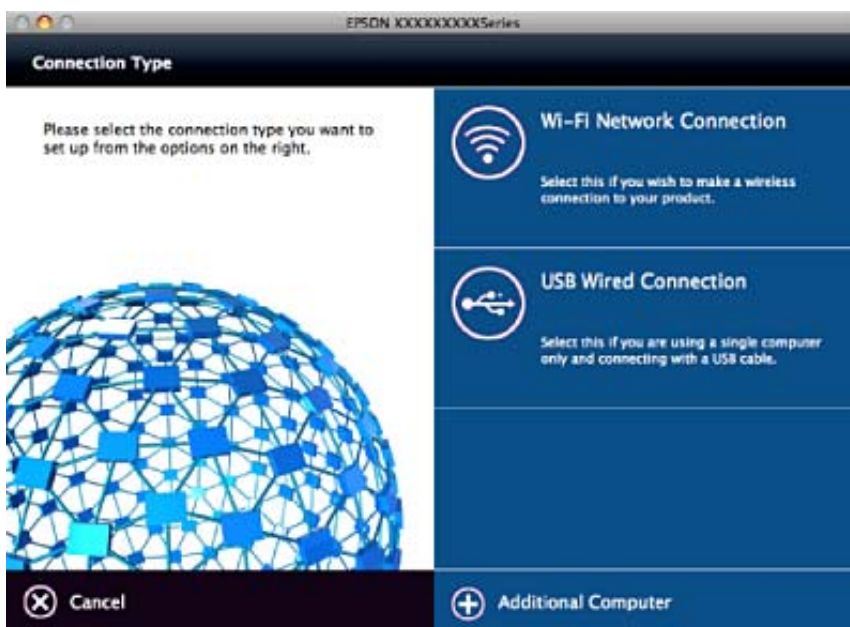 EPSON XXXXXXXXXSeries
Connection Type
Please select the connection type you want to
set up from the options on the right.
Wi-Fi Network Connection
Select this if you wish to make a wireless
connection to your product.
USB Wired Connection
Select this if you are using a single computer
only and connecting with a USB cable.
Cancel
Additional Computer